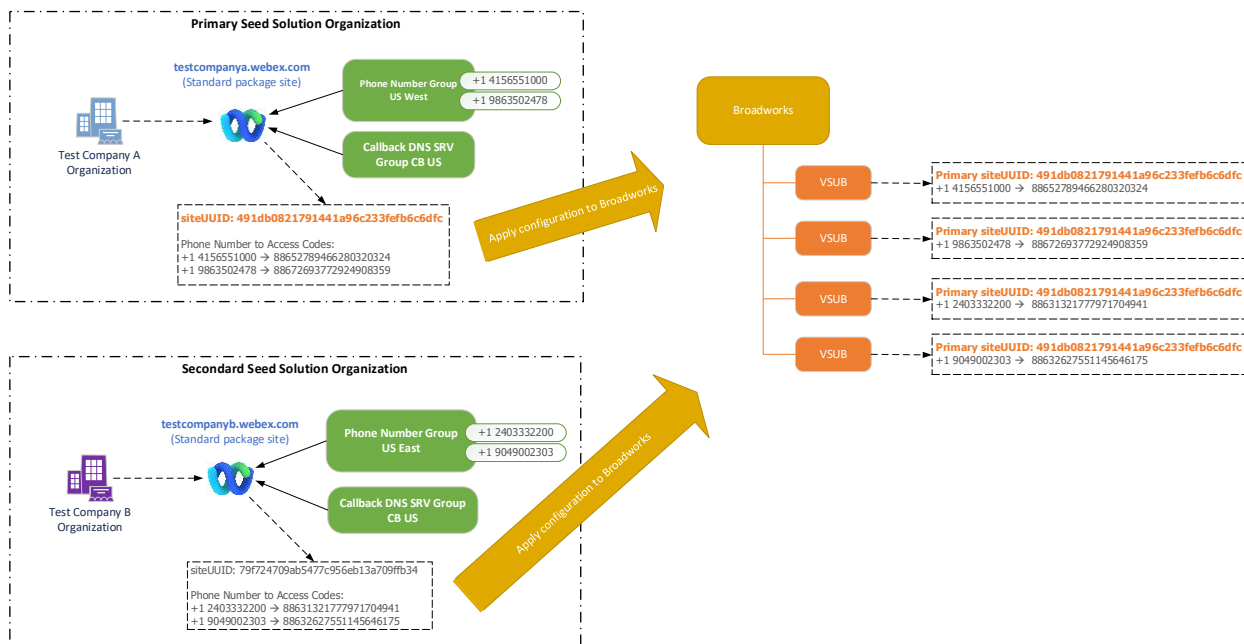 Primary Seed Solution Organization
testcompanya.webex.com
(Standard package site)
Phone Number Group
US West
+1 4156551000
+1 9863502478
Callback DNS SRV
Group CB US
Test Company A
Organization
siteUUID: 491db0821791441a96c233fefb6c6dfc
Phone Number to Access Codes:
+1 4156551000 → 88652789466280320324
+1 9863502478 → 88672693772924908359
Apply configuration to Broadworks
Secondard Seed Solution Organization
testcompanyb.webex.com
(Standard package site)
Phone Number Group
US East
+1 2403332200
+1 9049002303
Callback DNS SRV Group
CB US
Test Company B
Organization
siteUUID: 79f724709ab5477c956eb13a709ffb34
Phone Number to Access Codes:
+1 2403332200 → 88631321777971704941
+1 9049002303 → 88632627551145646175
Apply configuration to Broadworks
Broadworks
VSUB
Primary siteUUID: 491db0821791441a96c233fefb6c6dfc
+1 4156551000 → 88652789466280320324
VSUB
Primary siteUUID: 491db0821791441a96c233fefb6c6dfc
+1 9863502478 → 88672693772924908359
VSUB
Primary siteUUID: 491db0821791441a96c233fefb6c6dfc
+1 2403332200 → 88631321777971704941
VSUB
Primary siteUUID: 491db0821791441a96c233fefb6c6dfc
+1 9049002303 → 88632627551145646175